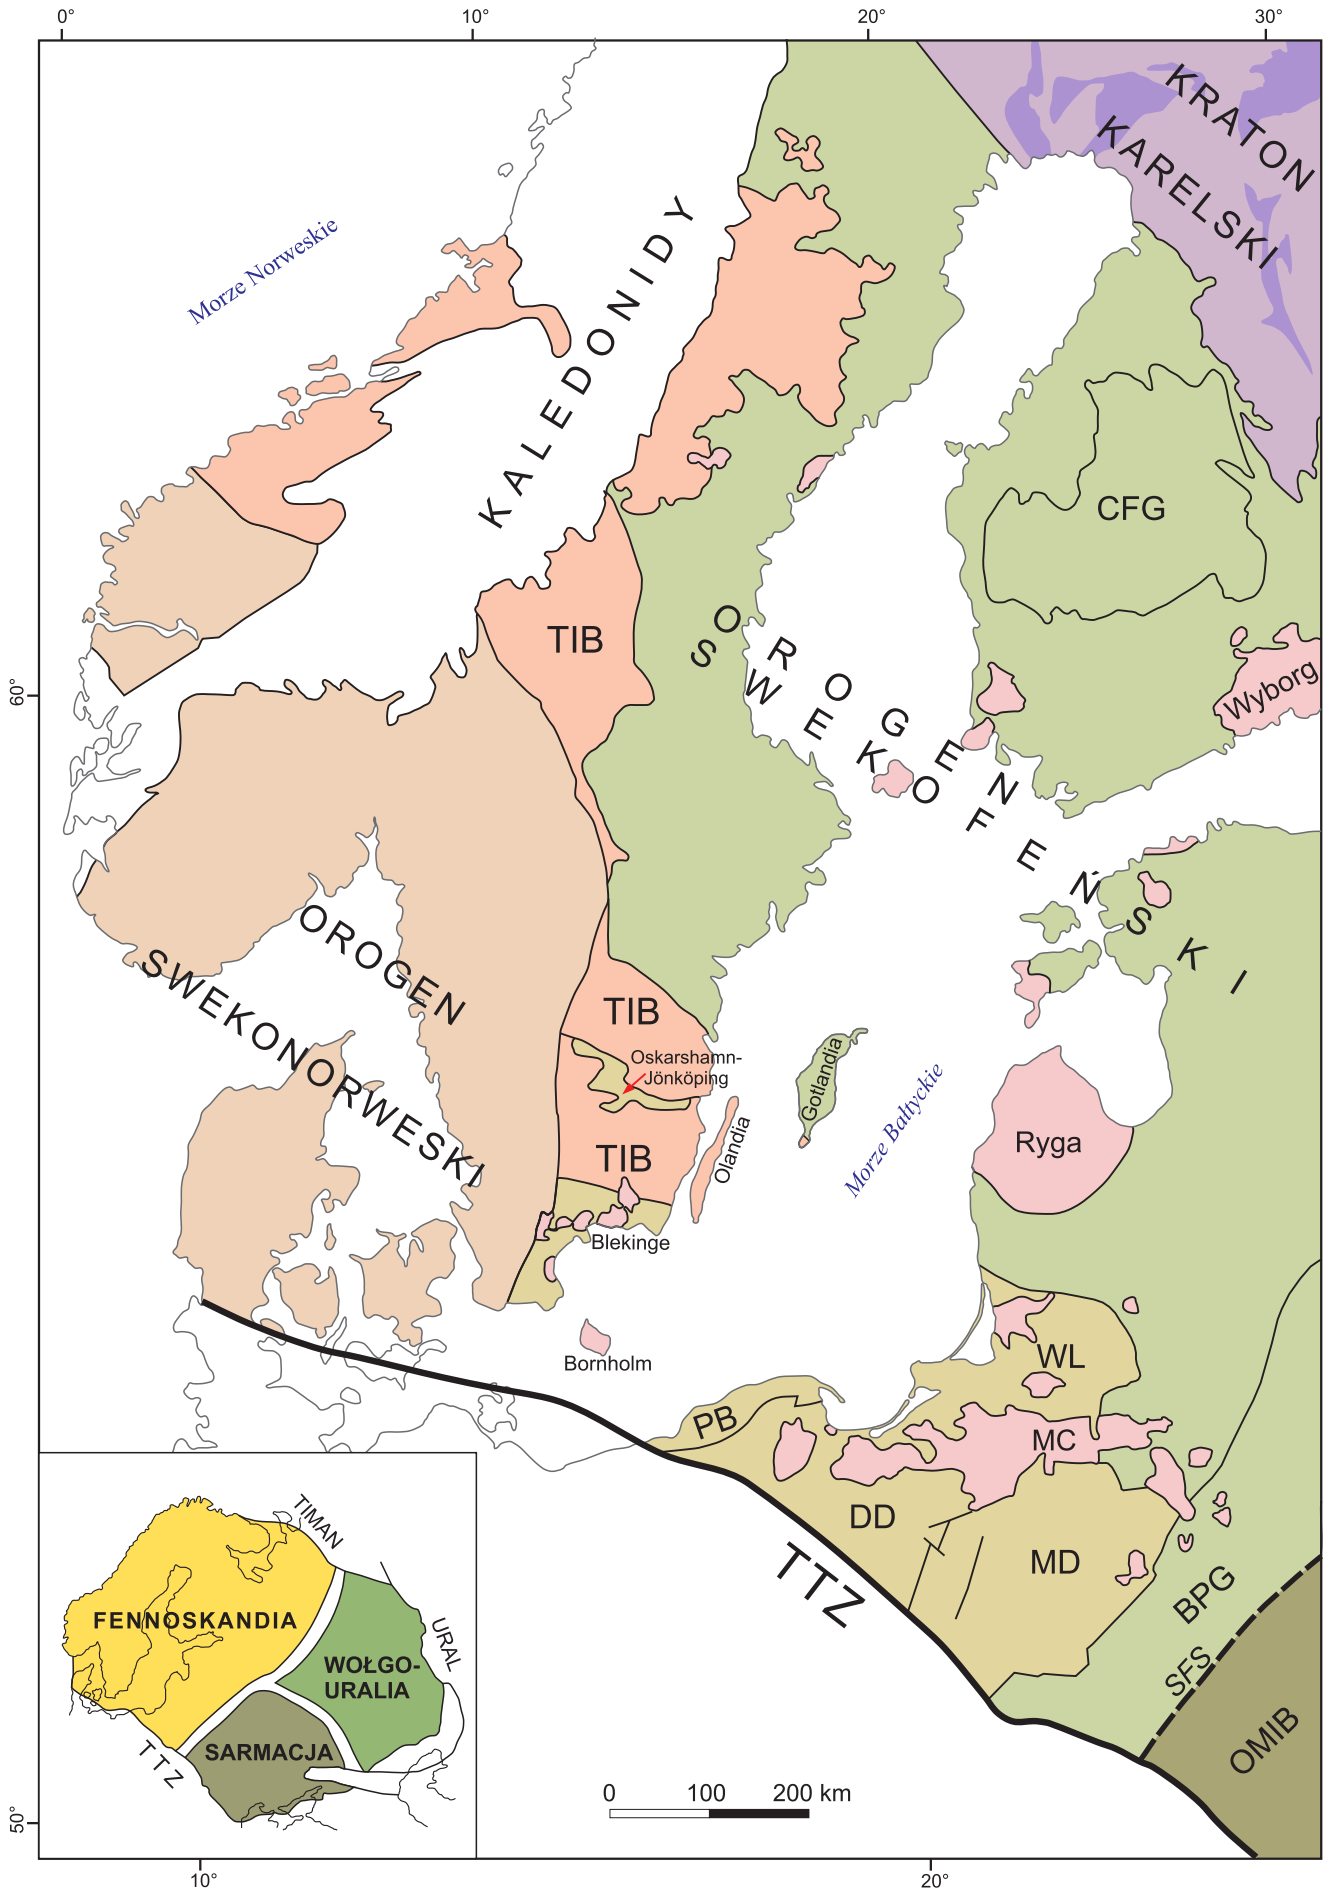 0° 10° 20° 30°
KRATON
KARELSKI
Morze Norweskie
KALEDONIDY
CFG
TIB
OROGEN
SWEKOFEŃSKI
Wyborg
60°
OROGEN
SWEKONORWESKI
TIB
Oskarshamn-
Jönköping
Gotlandia
Morze Bałtyckie
Olandia
Ryga
TIB
Blekinge
Bornholm
WL
PB
MC
DD
MD
TTZ
BPG
SFS
OMIB
TIMAN
FENNOSKANDIA
URAL
WOŁGO-
URALIA
SARMACJA
TTZ
0 100 200 km
50°
10° 20°